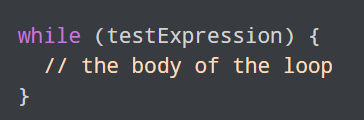 while (testExpression) {
  // the body of the loop
}